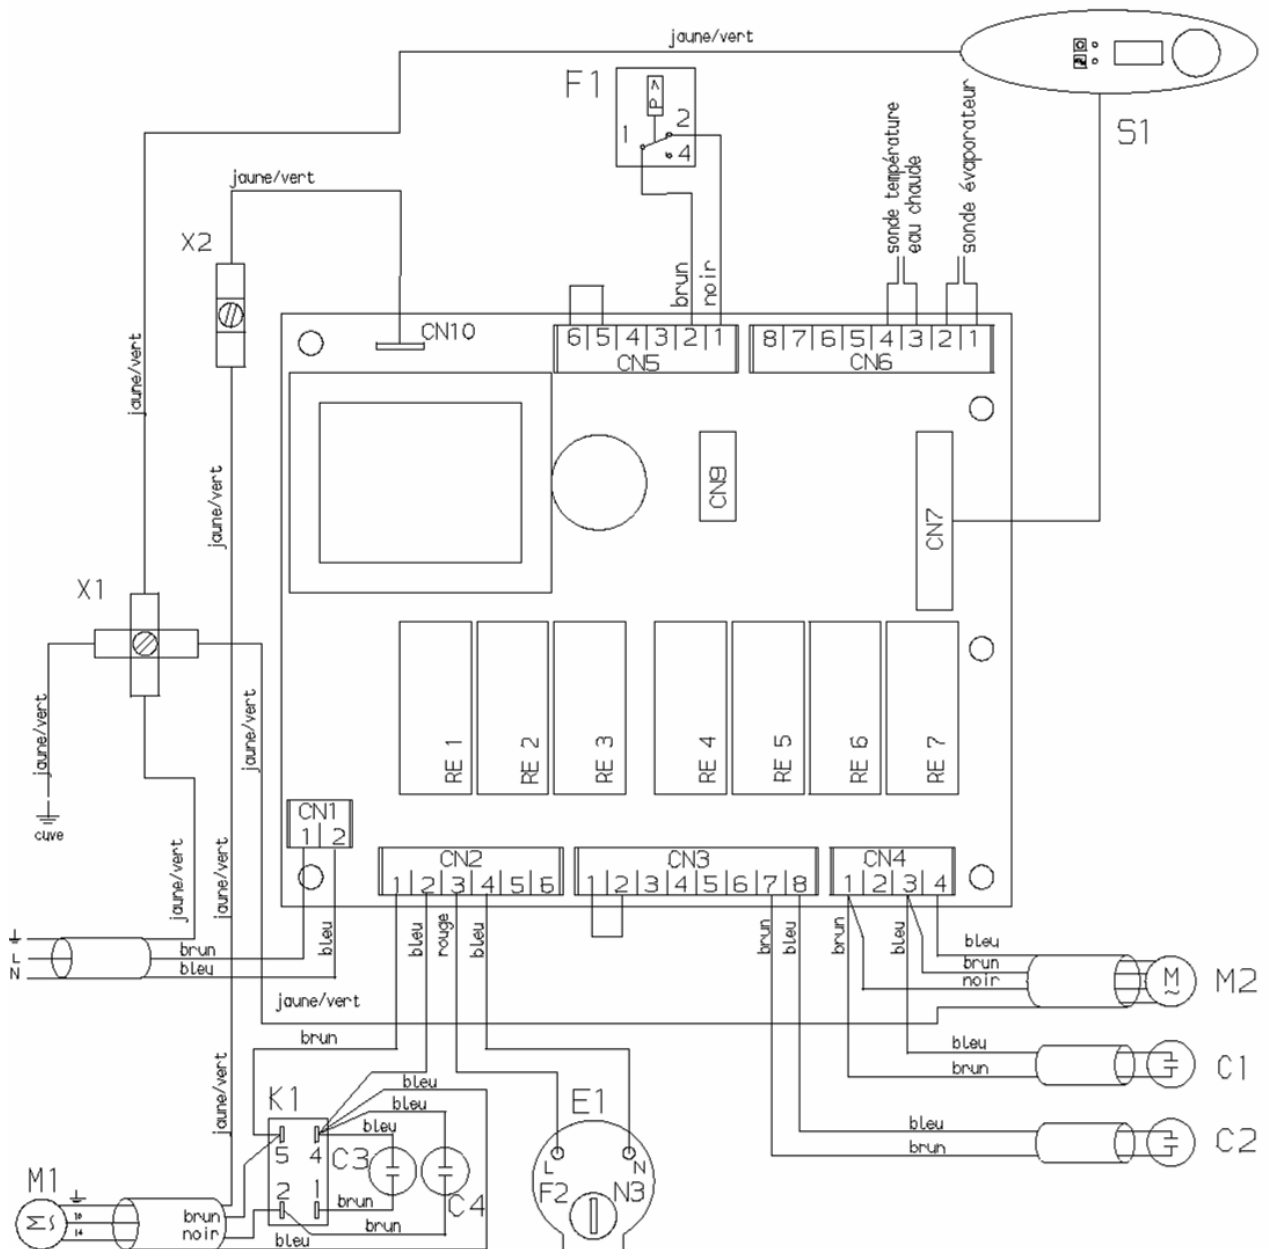 jaune/vert
F1
P >
1
2
4
S1
sonde température
eau chaude
sonde évaporateur
jaune/vert
X2
brun
noir
CN10
6 5 4 3 2 1
CN5
8 7 6 5 4 3 2 1
CN6
jaune/vert
jaune/vert
CN9
CN7
X1
jaune/vert
jaune/vert
RE 1
RE 2
RE 3
RE 4
RE 5
RE 6
RE 7
cuve
CN1
1 2
CN2
1 2 3 4 5 6
CN3
1 2 3 4 5 6 7 8
CN4
1 2 3 4
jaune/vert
jaune/vert
bleu
bleu
rouge
bleu
brun
bleu
brun
bleu
L
N
brun
bleu
bleu
brun
noir
M
~
M2
jaune/vert
brun
jaune/vert
bleu
brun
C1
K1
bleu
bleu
bleu
E1
bleu
brun
C2
5 4
2 1
C3
C4
brun
brun
L
N
F2
N3
M1
M
brun
noir
bleu